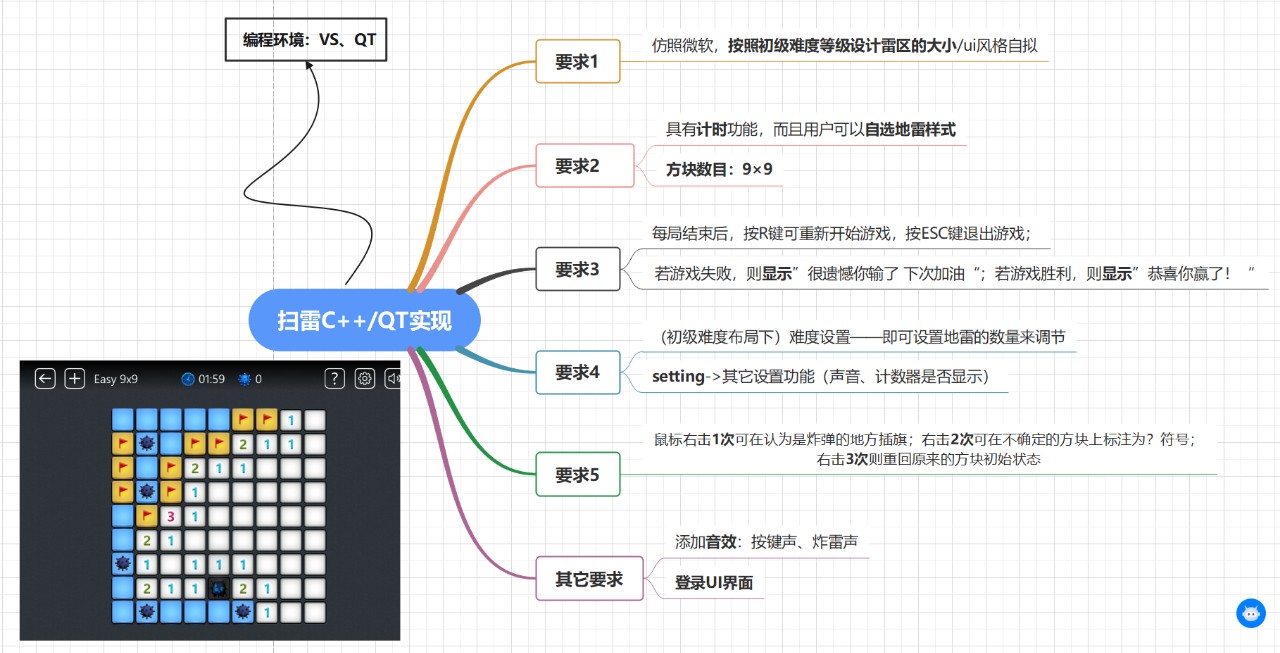 编程环境：VS、QT
要求1
仿照微软，按照初级难度等级设计雷区的大小/ui风格自拟
要求2
具有计时功能，而且用户可以自选地雷样式
方块数目：9×9
要求3
每局结束后，按R键可重新开始游戏，按ESC键退出游戏；
若游戏失败，则显示”很遗憾你输了 下次加油“；若游戏胜利，则显示”恭喜你赢了！ “
扫雷C++/QT实现
要求4
（初级难度布局下）难度设置——即可设置地雷的数量来调节
setting->其它设置功能（声音、计数器是否显示）
要求5
鼠标右击1次可在认为是炸弹的地方插旗；右击2次可在不确定的方块上标注为？符号；
右击3次则重回原来的方块初始状态
其它要求
添加音效：按键声、炸雷声
登录UI界面
Easy 9x9 01:59 0 ?
1
2 1 1
2 1 1
1
3 1
2 1
1 1 1 1
2 1 1 2 1
1